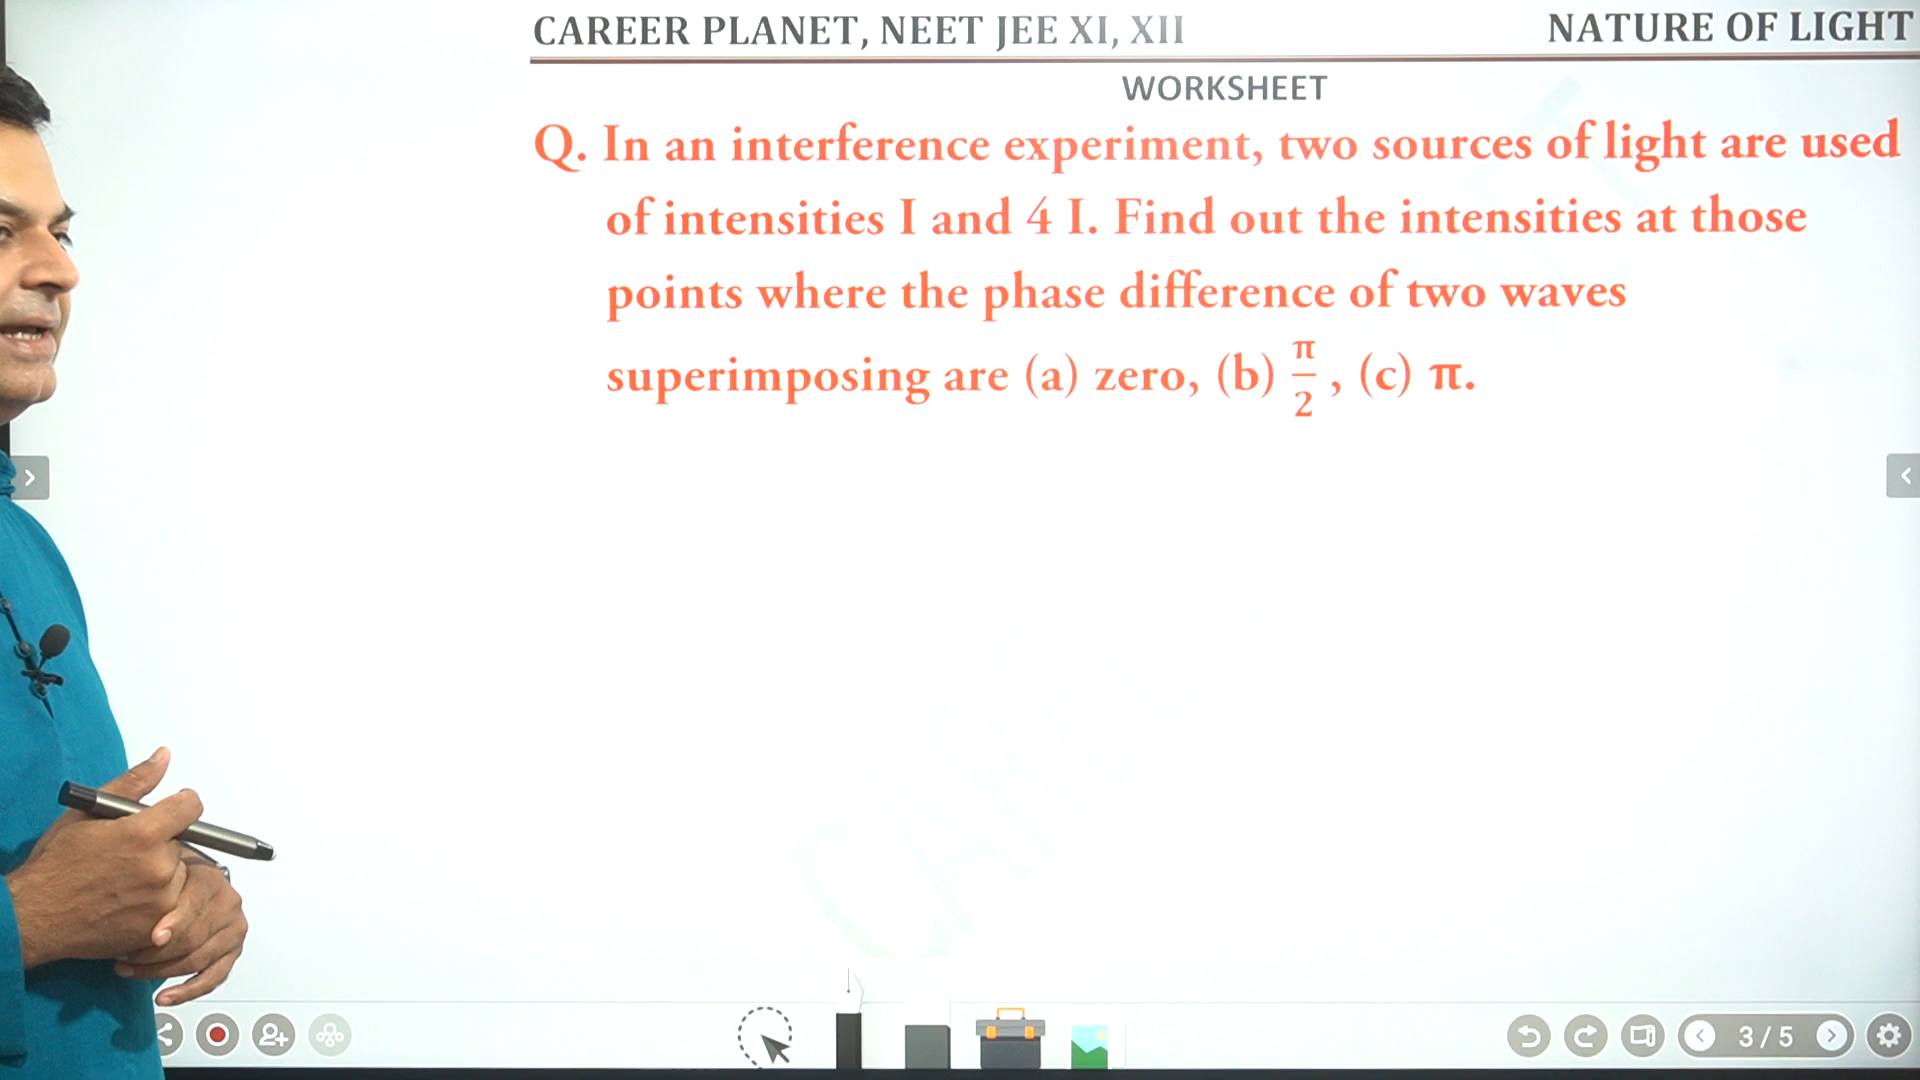 CAREER PLANET, NEET JEE XI, XII
NATURE OF LIGHT
WORKSHEET
Q. In an interference experiment, two sources of light are used
of intensities I and 4 I. Find out the intensities at those
points where the phase difference of two waves
superimposing are (a) zero, (b) π/2 , (c) π.
CARE
3 / 5